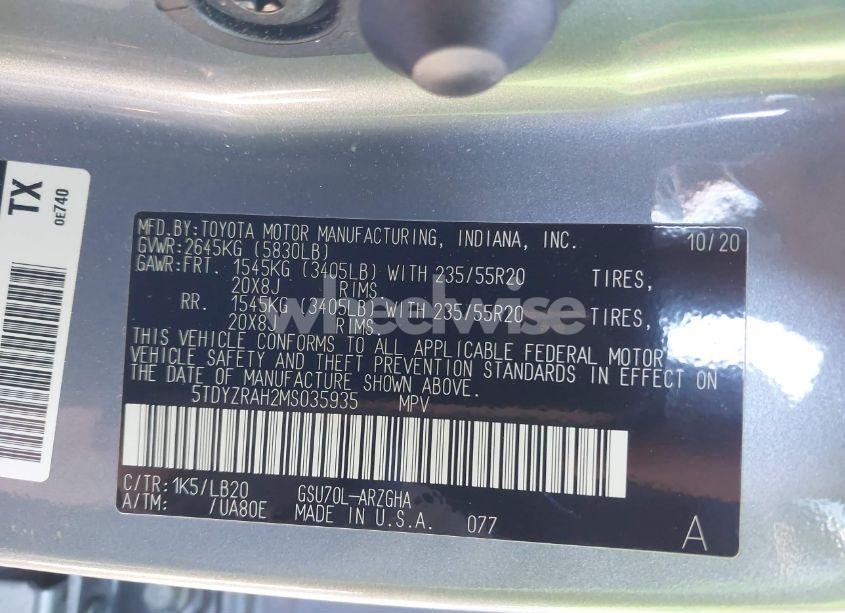 TX
0E740
MFD.BY:TOYOTA MOTOR MANUFACTURING, INDIANA, INC. 10/20
GVWR:2645KG (5830LB)
GAWR:FRT. 1545KG (3405LB) WITH 235/55R20 TIRES,
20X8J RIMS.
RR. 1545KG (3405LB) WITH 235/55R20 TIRES,
20X8J RIMS.
wheelwise
THIS VEHICLE CONFORMS TO ALL APPLICABLE FEDERAL MOTOR
VEHICLE SAFETY AND THEFT PREVENTION STANDARDS IN EFFECT ON
THE DATE OF MANUFACTURE SHOWN ABOVE.
5TDYZRAH2MS035935 MPV
C/TR:1K5/LB20 GSU70L-ARZGHA
A/TM: /UA80E MADE IN U.S.A. 077 A